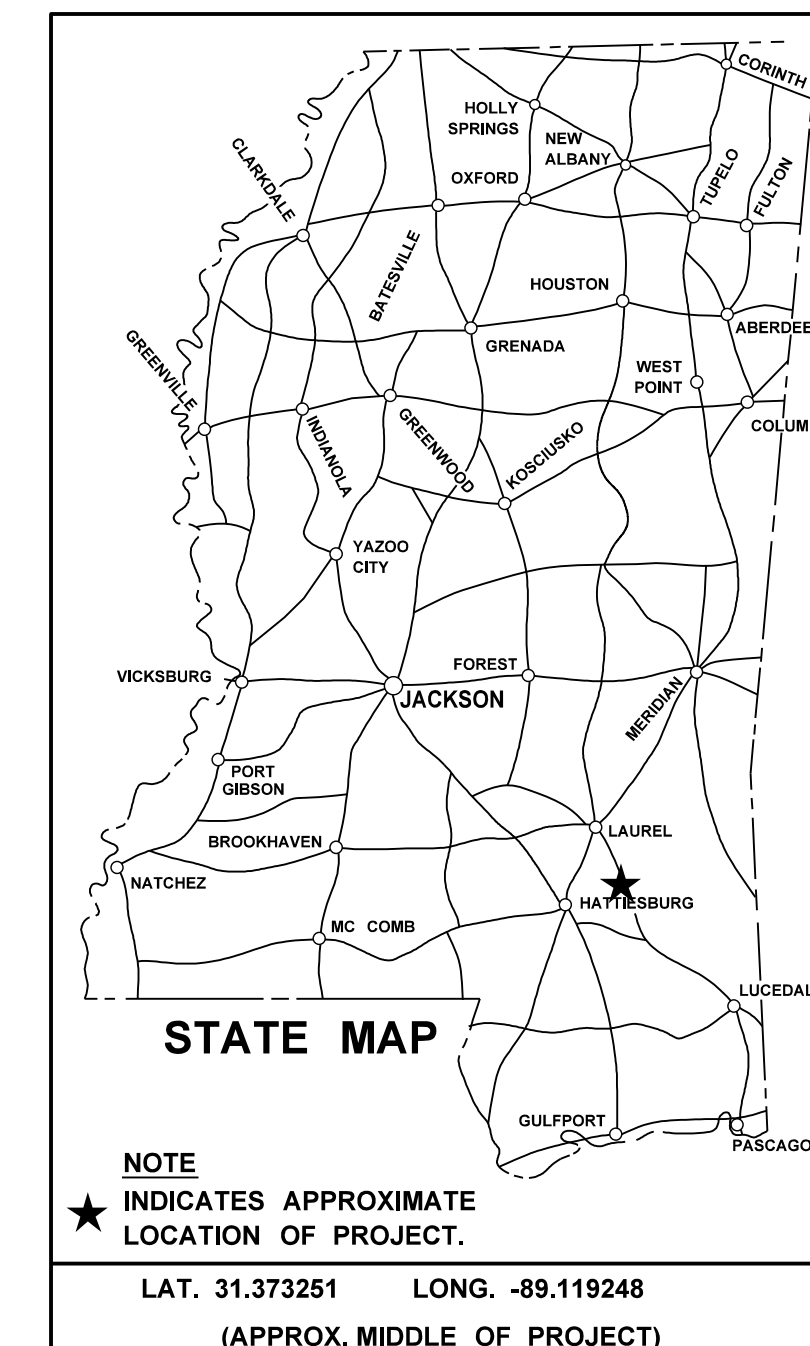 CORINTH
HOLLY
SPRINGS
NEW
ALBANY
CLARKDALE
OXFORD
TUPELO
FULTON
BATESVILLE
HOUSTON
ABERDEE
GREENVILLE
GRENADA
WEST
POINT
COLUM
INDIANOLA
GREENWOOD
KOSCIUSKO
YAZOO
CITY
VICKSBURG
FOREST
JACKSON
MERIDIAN
PORT
GIBSON
BROOKHAVEN
LAUREL
NATCHEZ
HATTIESBURG
MC COMB
LUCEDAL
STATE MAP
GULFPORT
PASCAGO
NOTE
INDICATES APPROXIMATE
LOCATION OF PROJECT.
LAT. 31.373251 LONG. -89.119248
(APPROX. MIDDLE OF PROJECT)